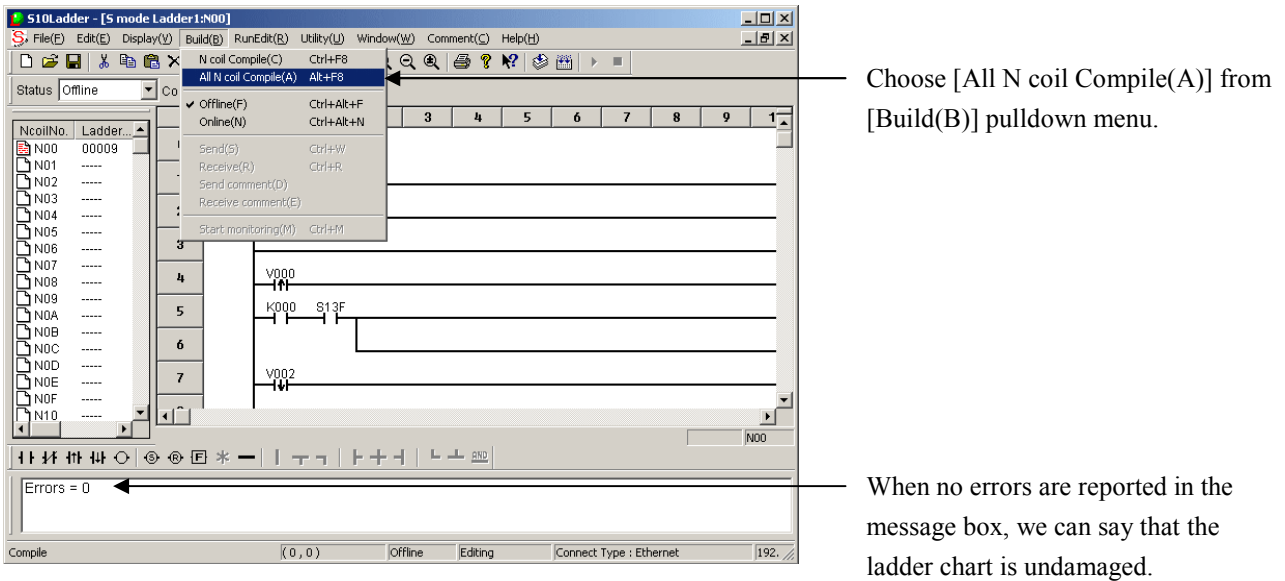 S10Ladder - [S mode Ladder1:N00]
File(F) Edit(E) Display(V) Build(B) RunEdit(R) Utility(U) Window(W) Comment(C) Help(H)
N coil Compile(C) Ctrl+F8
All N coil Compile(A) Alt+F8
Offline(F) Ctrl+Alt+F
Online(N) Ctrl+Alt+N
Send(S) Ctrl+W
Receive(R) Ctrl+R
Send comment(D)
Receive comment(E)
Start monitoring(M) Ctrl+M
Choose [All N coil Compile(A)] from
[Build(B)] pulldown menu.
Status Offline Co
3 4 5 6 7 8 9 1
NcoilNo. Ladder...
N00 00009
N01 -----
N02 -----
N03 -----
N04 -----
N05 -----
N06 -----
N07 -----
N08 -----
N09 -----
N0A -----
N0B -----
N0C -----
N0D -----
N0E -----
N0F -----
N10 -----
3
4 V000
5 K000 S13F
6
7 V002
N00
S R F AND
Errors = 0
When no errors are reported in the
message box, we can say that the
ladder chart is undamaged.
Compile (0,0) Offline Editing Connect Type : Ethernet 192.